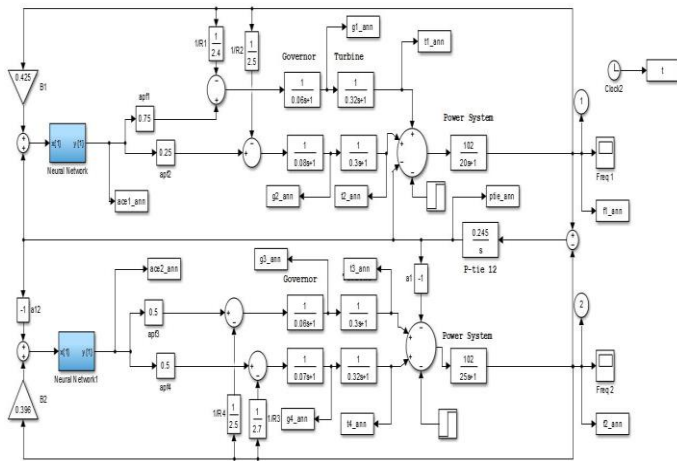 g1_ann
t1_ann
1/R1
1
2.4
1/R2
1
2.5
Governor
Turbine
t
Clock2
0.425
B1
apf1
0.75
1
0.06s+1
1
0.32s+1
1
x{1} y{1}
Neural Network
0.25
apf2
1
0.08s+1
1
0.3s+1
Power System
102
20s+1
Freq 1
ace1_ann
g2_ann
t2_ann
ptie_ann
f1_ann
0.245
s
P-tie 12
ace2_ann
g3_ann
Governor
t3_ann
a1
-1
-1
a12
0.5
apf3
1
0.06s+1
1
0.3s+1
2
x{1} y{1}
Neural Network1
0.5
apf4
1
0.07s+1
1
0.32s+1
Power System
102
25s+1
Freq 2
0.396
B2
1/R4
1
2.5
1/R3
1
2.7
g4_ann
t4_ann
f2_ann